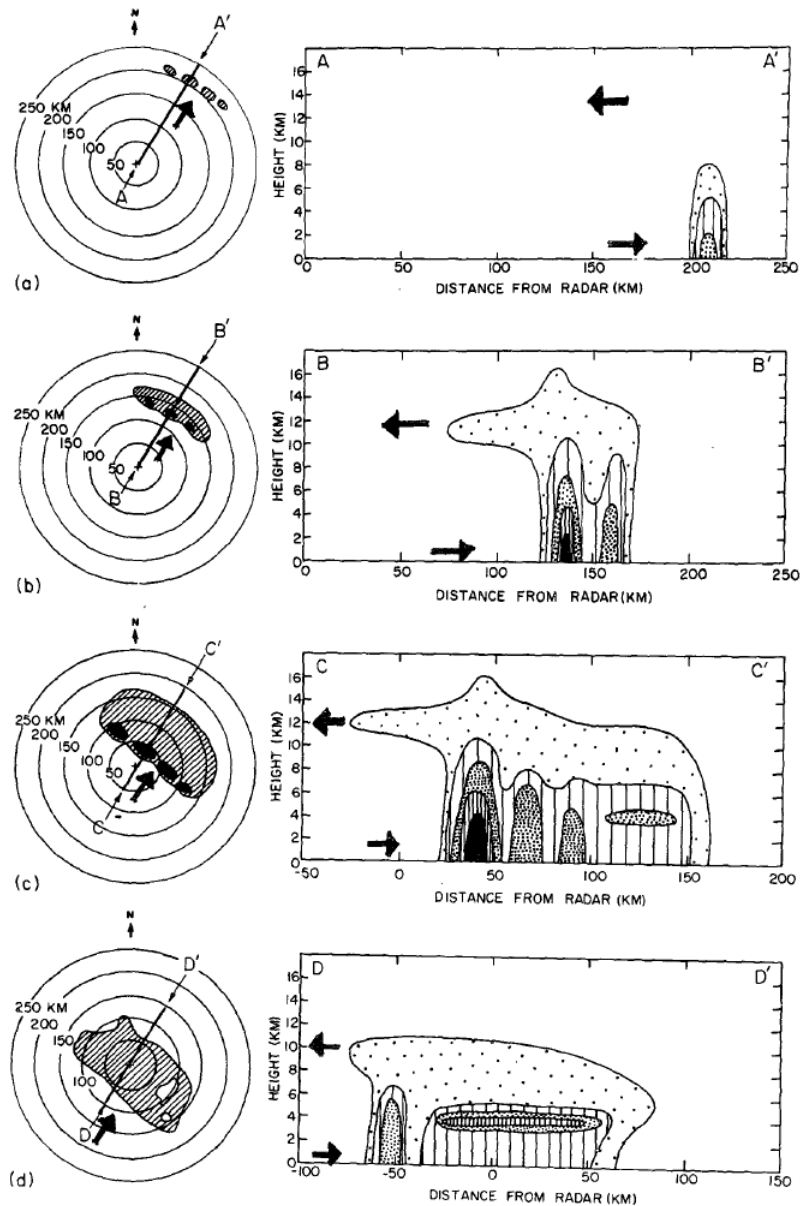 N
A'
250 KM
200
150
100
50
A
(a)
A
A'
HEIGHT (KM)
16
14
12
10
8
6
4
2
0
0
50
100
150
200
250
DISTANCE FROM RADAR (KM)
N
B'
250 KM
200
150
100
50
B
(b)
B
B'
HEIGHT (KM)
16
14
12
10
8
6
4
2
0
0
50
100
150
200
250
DISTANCE FROM RADAR (KM)
N
C'
250 KM
200
150
100
50
C
(c)
C
C'
HEIGHT (KM)
16
14
12
10
8
6
4
2
0
-50
0
50
100
150
200
DISTANCE FROM RADAR (KM)
N
D'
250 KM
200
150
100
D
(d)
D
D'
HEIGHT (KM)
16
14
12
10
8
6
4
2
0
-100
-50
0
50
100
150
DISTANCE FROM RADAR (KM)